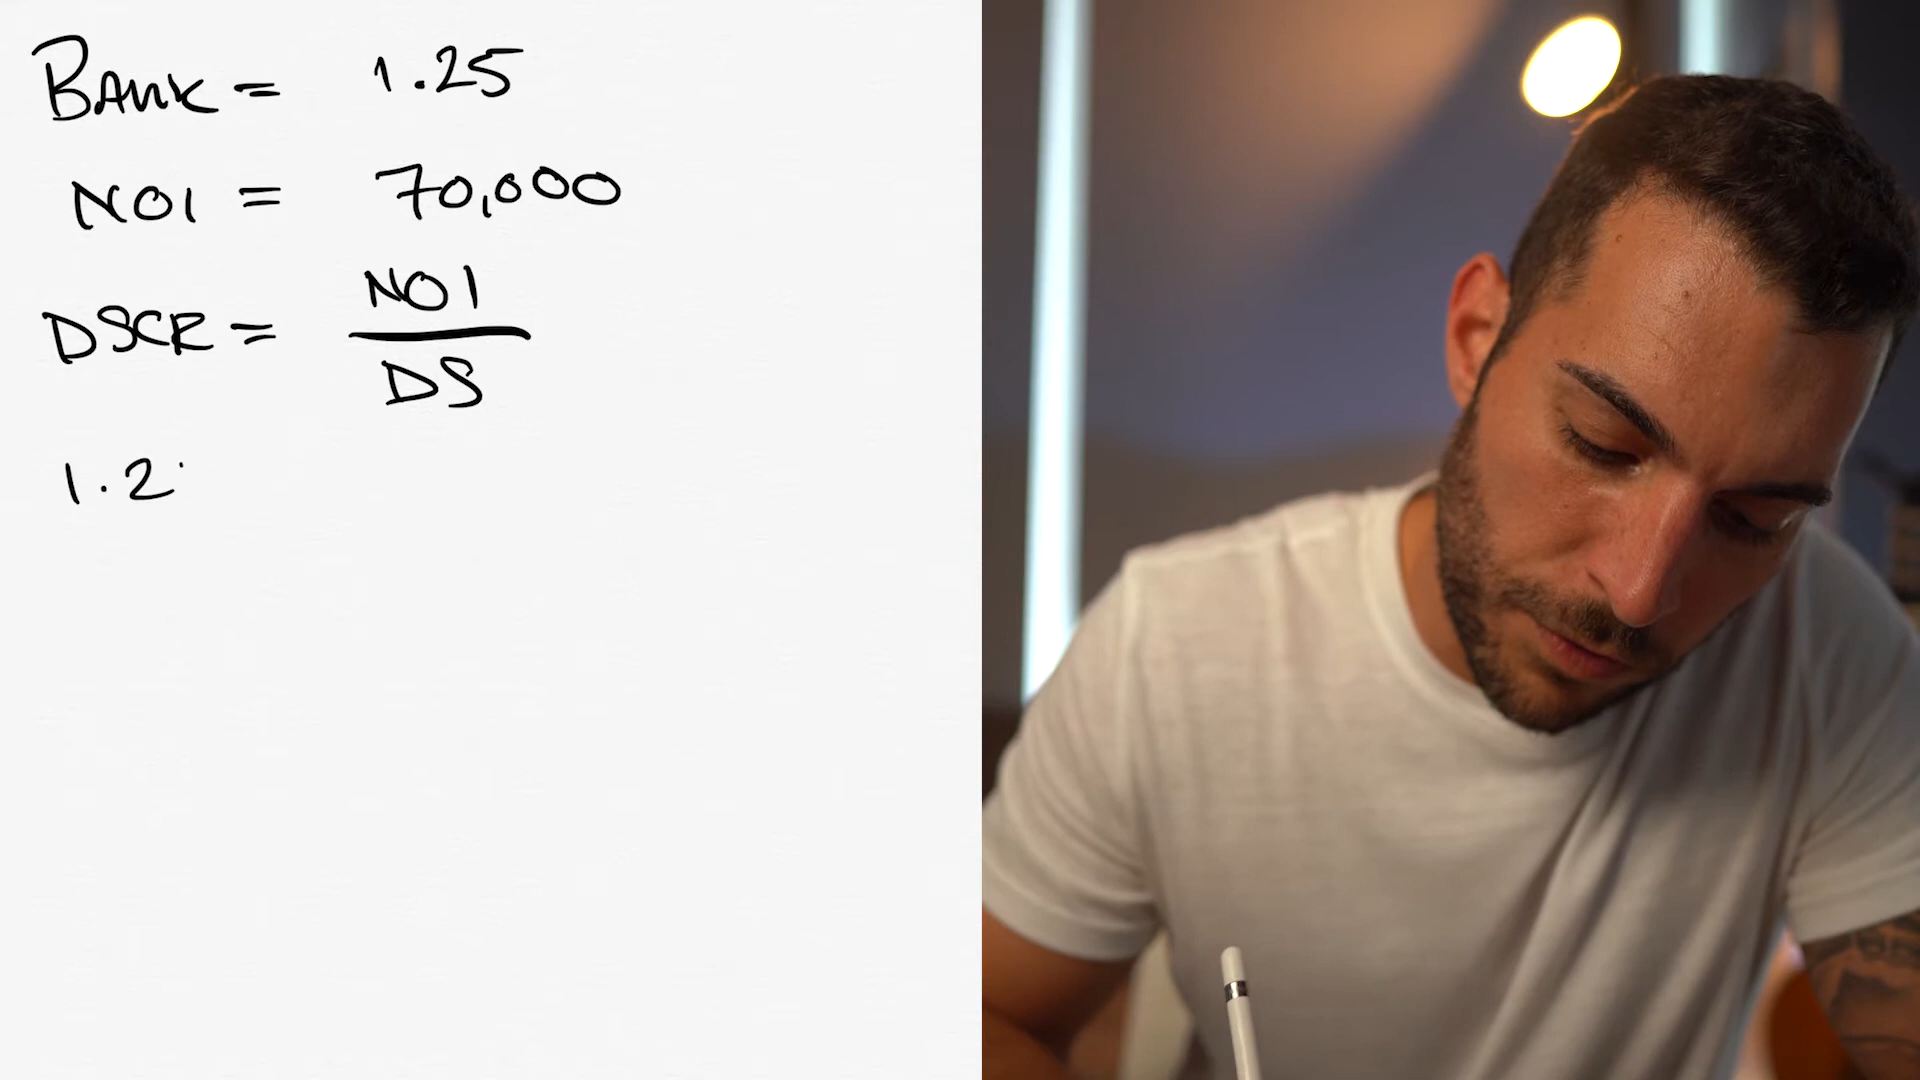 BANK = 1.25
NOI = 70,000
DSCR = NOI
DS
1.2